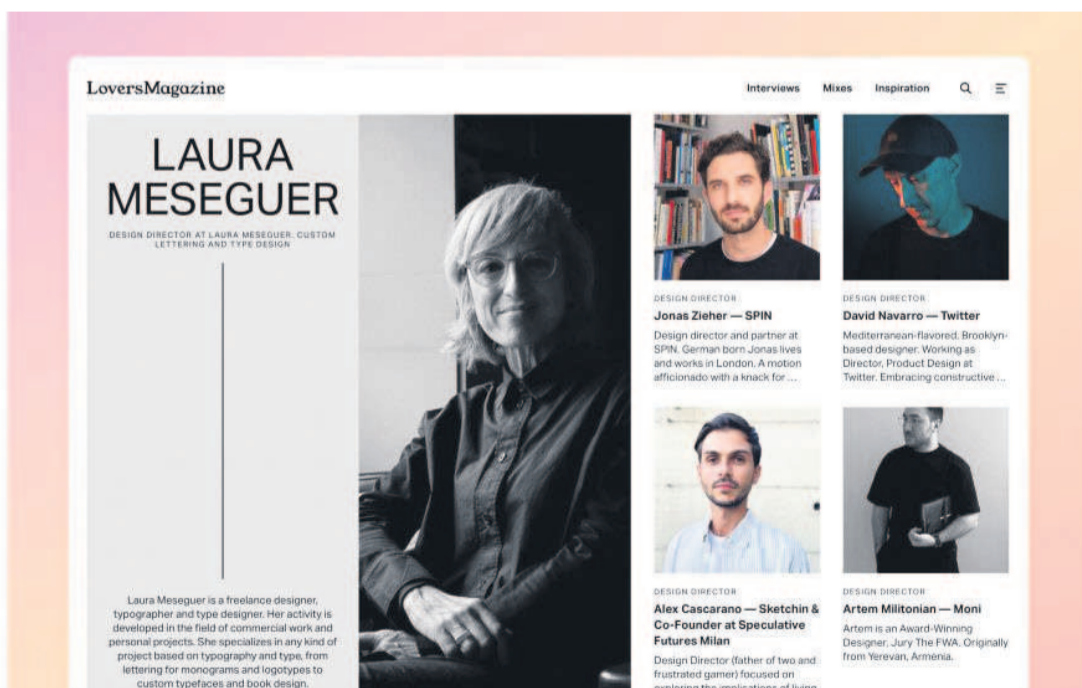 LoversMagazine
Interviews
Mixes
Inspiration
LAURA
MESEGUER
DESIGN DIRECTOR AT LAURA MESEGUER, CUSTOM
LETTERING AND TYPE DESIGN
Laura Meseguer is a freelance designer,
typographer and type designer. Her activity is
developed in the field of commercial work and
personal projects. She specializes in any kind of
project based on typography and type, from
lettering for monograms and logotypes to
custom typefaces and book design.
DESIGN DIRECTOR
Jonas Zieher — SPIN
Design director and partner at
SPIN. German born Jonas lives
and works in London. A motion
afficionado with a knack for ...
DESIGN DIRECTOR
David Navarro — Twitter
Mediterranean-flavored, Brooklyn-
based designer. Working as
Director, Product Design at
Twitter. Embracing constructive ...
DESIGN DIRECTOR
Alex Cascarano — Sketchin &
Co-Founder at Speculative
Futures Milan
Design Director (father of two and
frustrated gamer) focused on
exploring the implications of living
DESIGN DIRECTOR
Artem Militonian — Moni
Artem is an Award-Winning
Designer, Jury The FWA. Originally
from Yerevan, Armenia.